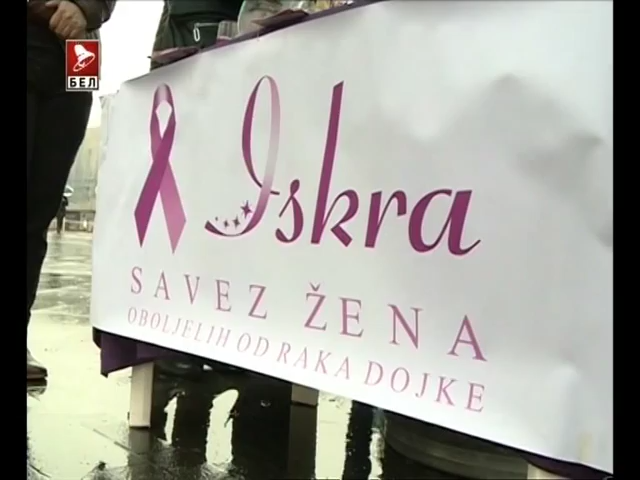 БЕЛ
Iskra
SAVEZ ŽENA
OBOLJELIH OD RAKA DOJKE